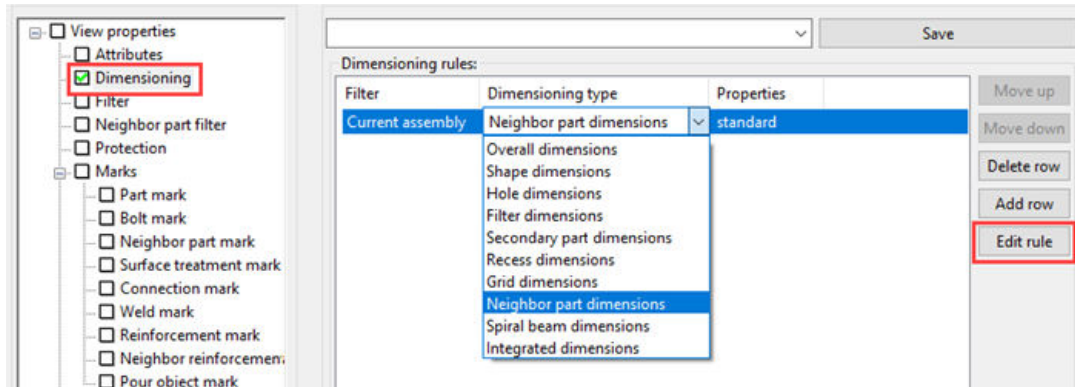 View properties
Attributes
Dimensioning
Filter
Neighbor part filter
Protection
Marks
Part mark
Bolt mark
Neighbor part mark
Surface treatment mark
Connection mark
Weld mark
Reinforcement mark
Neighbor reinforcemen
Pour object mark
Save
Dimensioning rules:
Filter Dimensioning type Properties
Current assembly Neighbor part dimensions standard
Overall dimensions
Shape dimensions
Hole dimensions
Filter dimensions
Secondary part dimensions
Recess dimensions
Grid dimensions
Neighbor part dimensions
Spiral beam dimensions
Integrated dimensions
Move up
Move down
Delete row
Add row
Edit rule